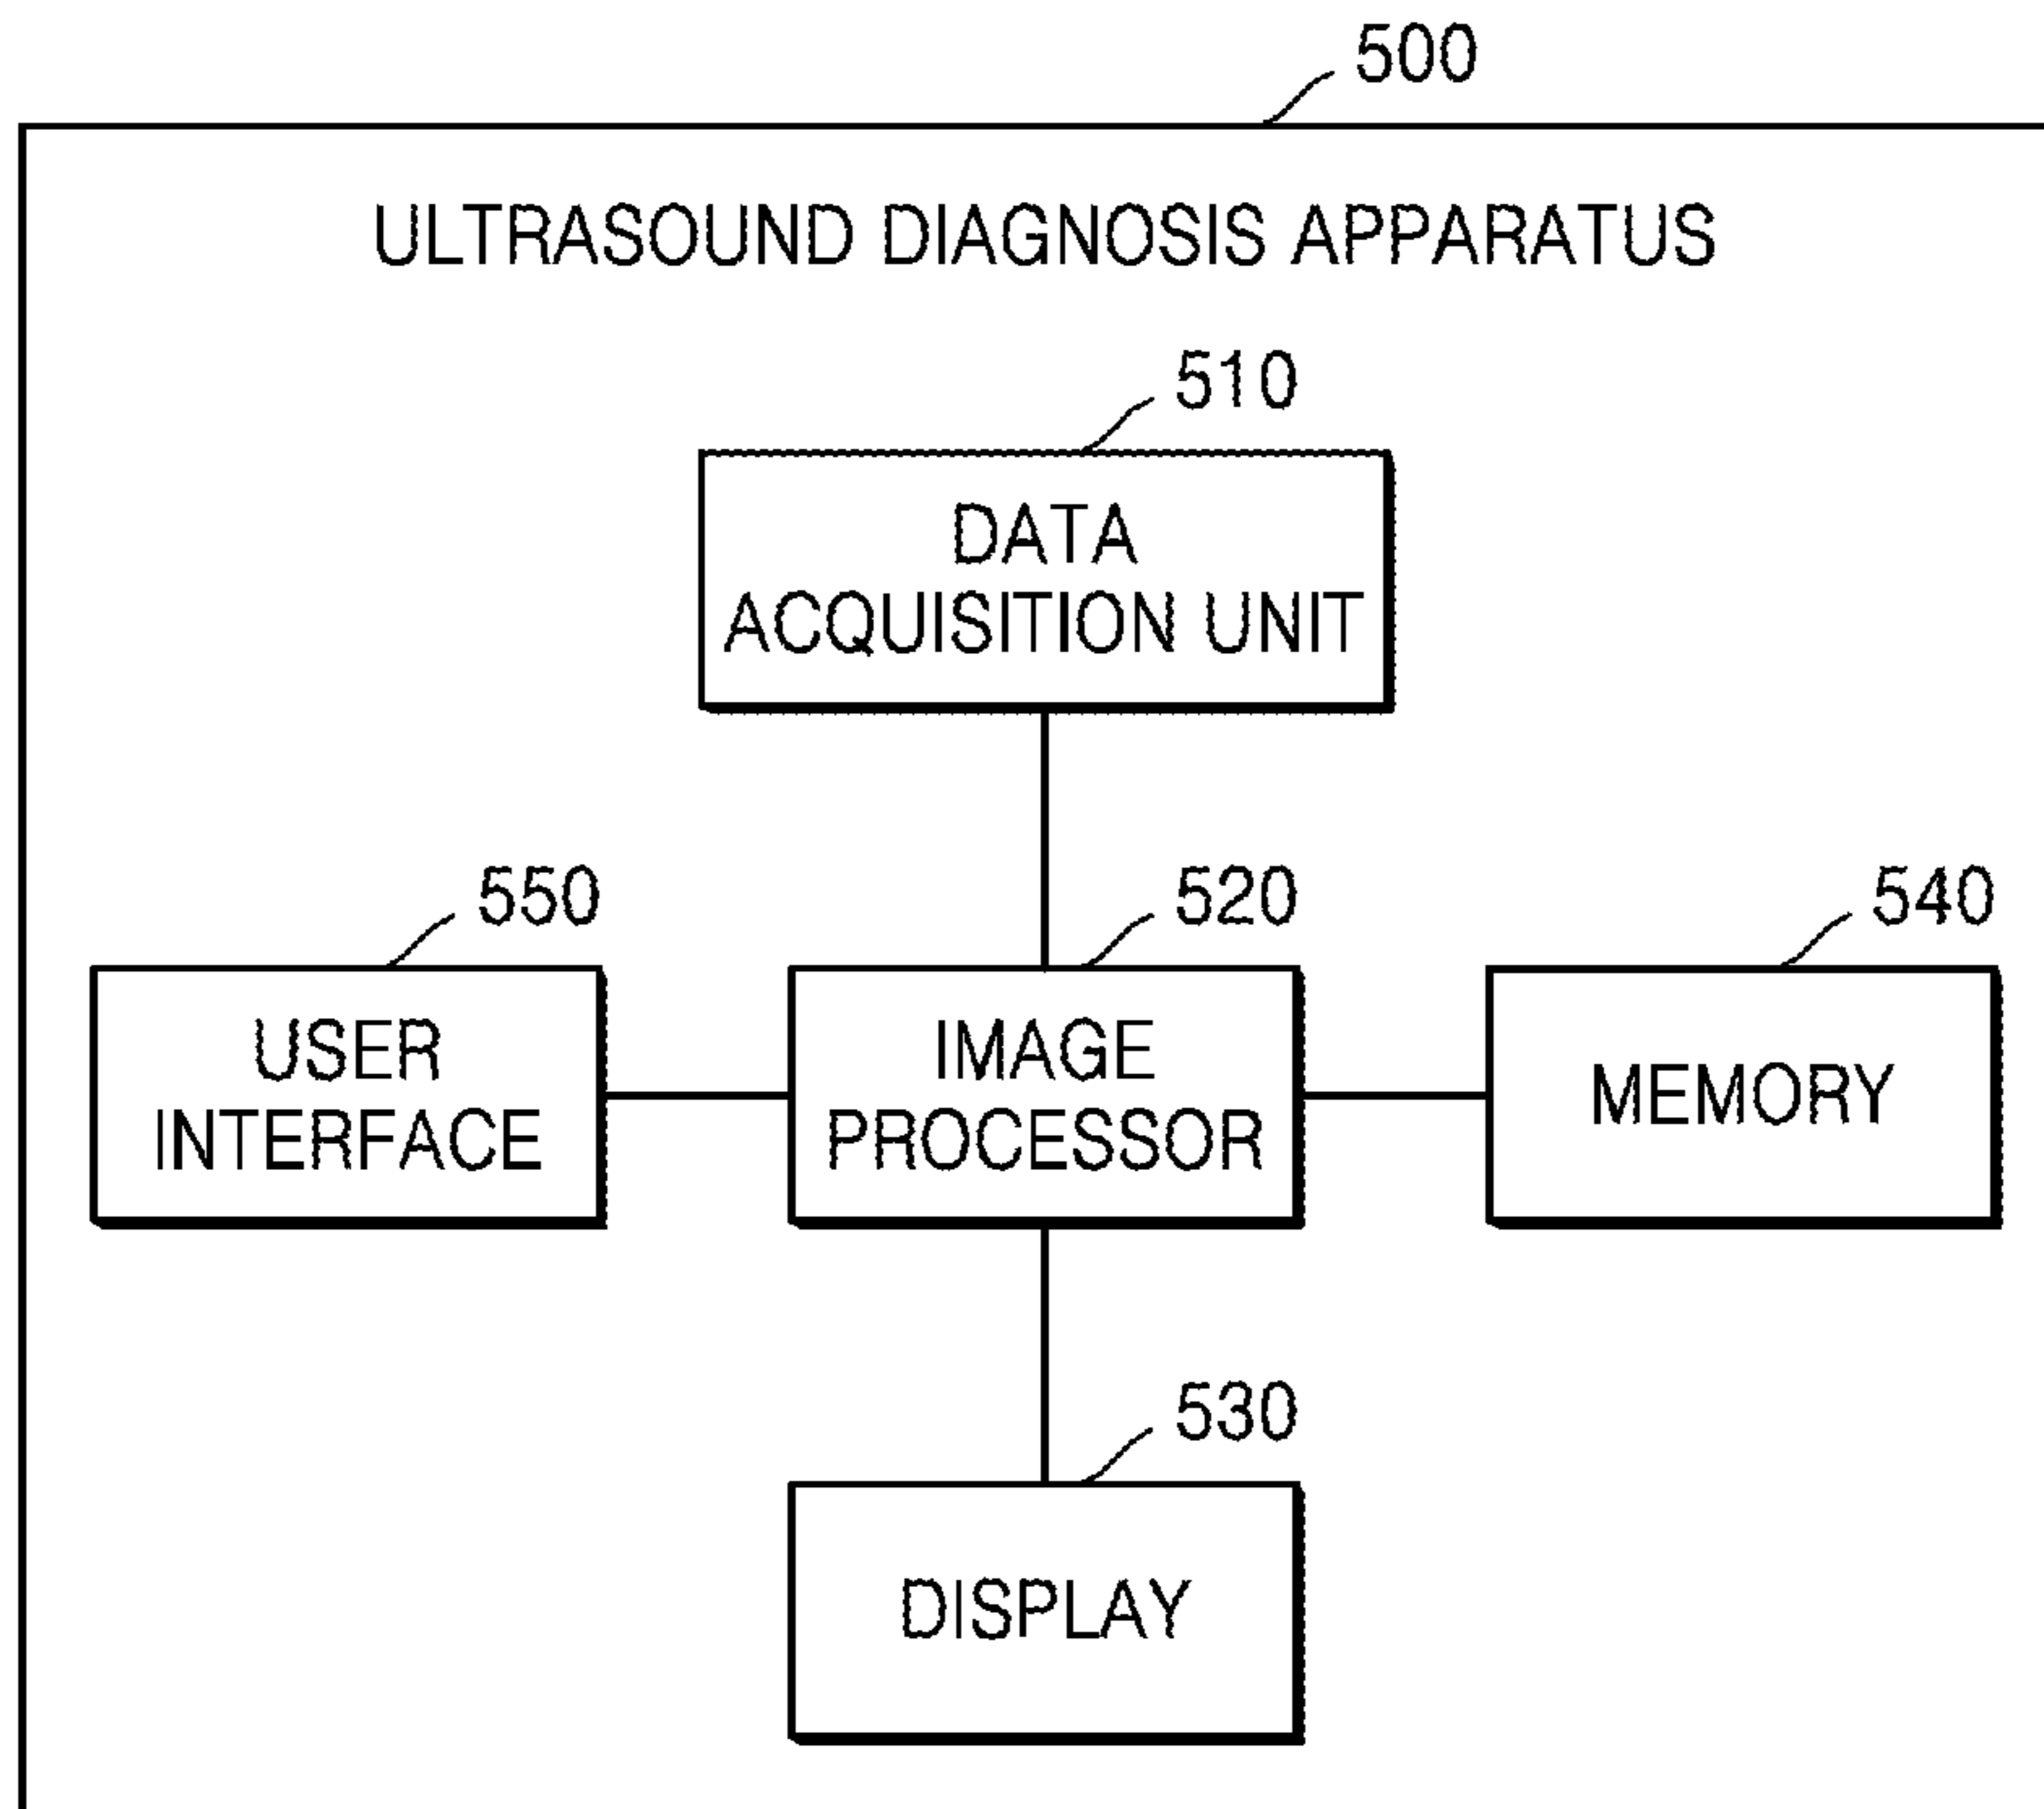 500
ULTRASOUND DIAGNOSIS APPARATUS
510
DATA
ACQUISITION UNIT
550
520
540
USER
INTERFACE
IMAGE
PROCESSOR
MEMORY
530
DISPLAY